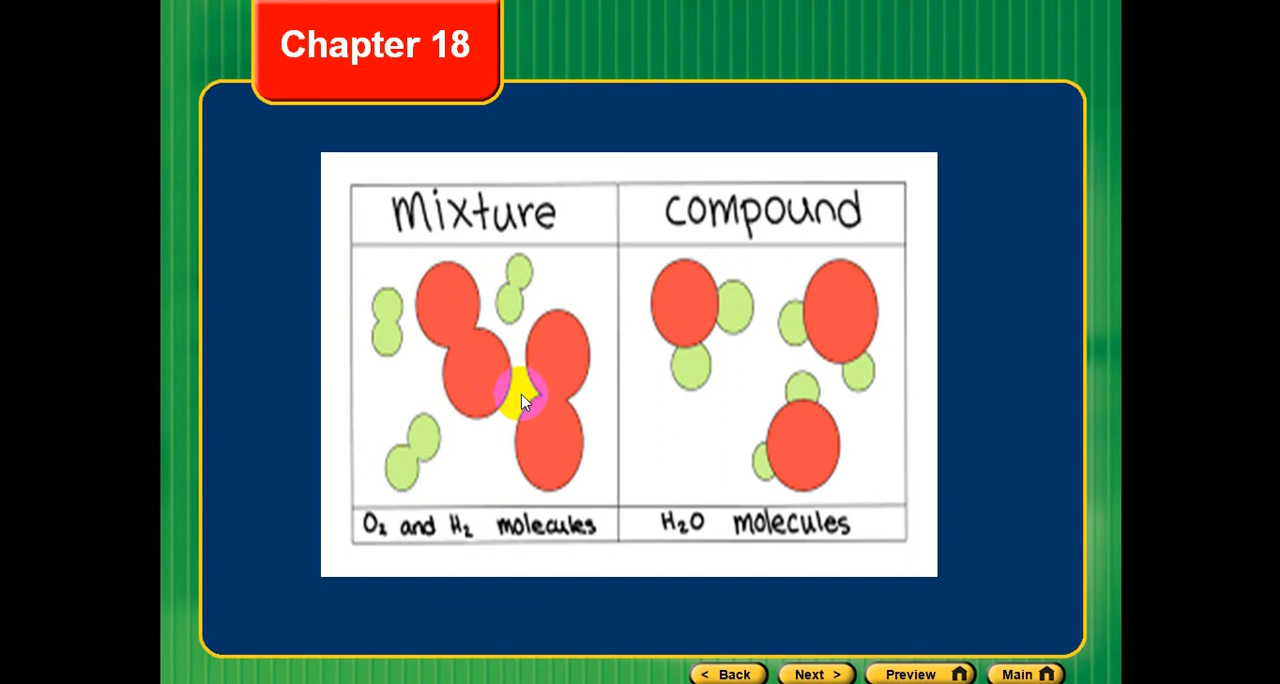 Chapter 18
Mixture
compound
O₂ and H₂ molecules
H₂O molecules
< Back
Next >
Preview
Main